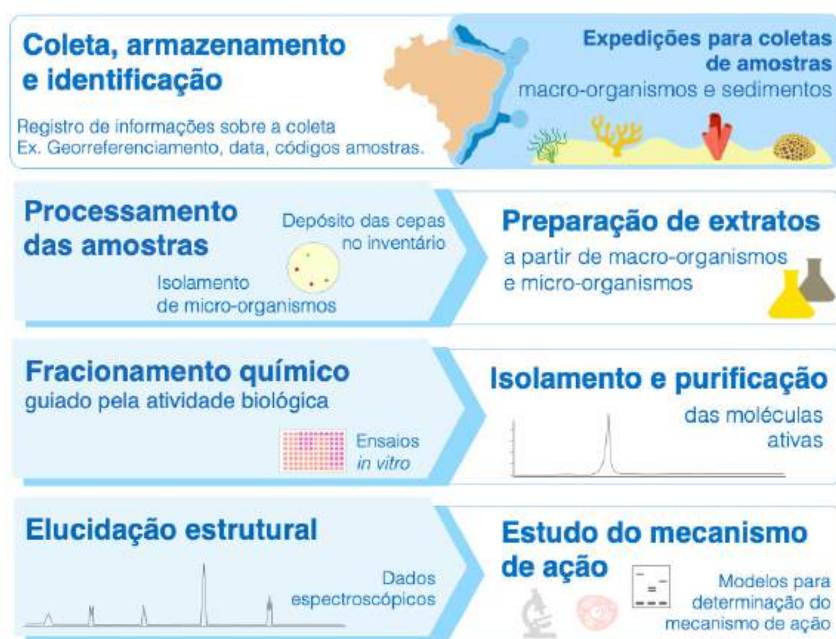 Coleta, armazenamento
e identificação
Registro de informações sobre a coleta
Ex. Georreferenciamento, data, códigos amostras.
Expedições para coletas
de amostras
macro-organismos e sedimentos
Processamento
das amostras
Depósito das cepas
no inventário
Isolamento
de micro-organismos
Preparação de extratos
a partir de macro-organismos
e micro-organismos
Fracionamento químico
guiado pela atividade biológica
Ensaios
in vitro
Isolamento e purificação
das moléculas
ativas
Elucidação estrutural
Dados
espectroscópicos
Estudo do mecanismo
de ação
Modelos para
determinação do
mecanismo de ação